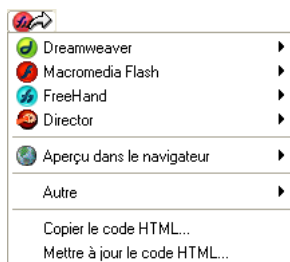 Dreamweaver
Macromedia Flash
FreeHand
Director
Aperçu dans le navigateur
Autre
Copier le code HTML...
Mettre à jour le code HTML...